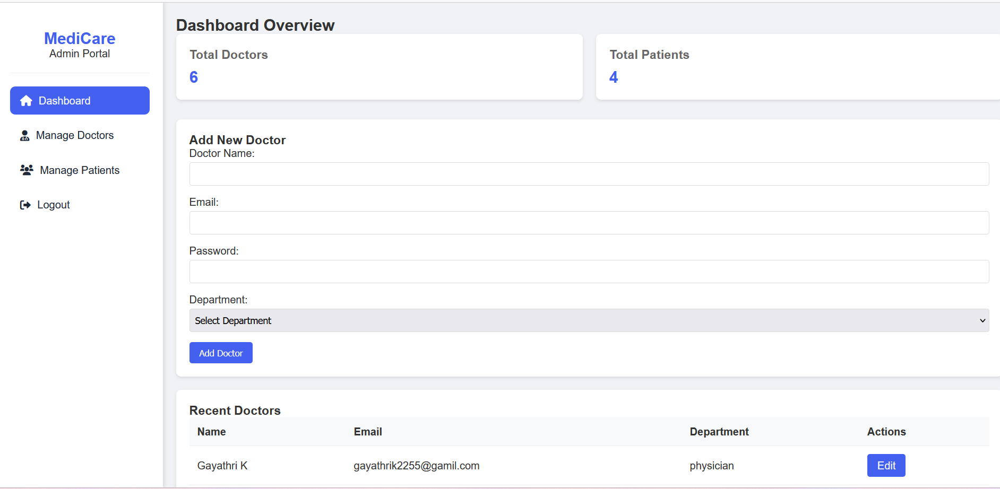 MediCare
Admin Portal
Dashboard
Manage Doctors
Manage Patients
Logout
Dashboard Overview
Total Doctors
6
Total Patients
4
Add New Doctor
Doctor Name:
Email:
Password:
Department:
Select Department
Add Doctor
Recent Doctors
Name Email Department Actions
Gayathri K gayathrik2255@gamil.com physician Edit